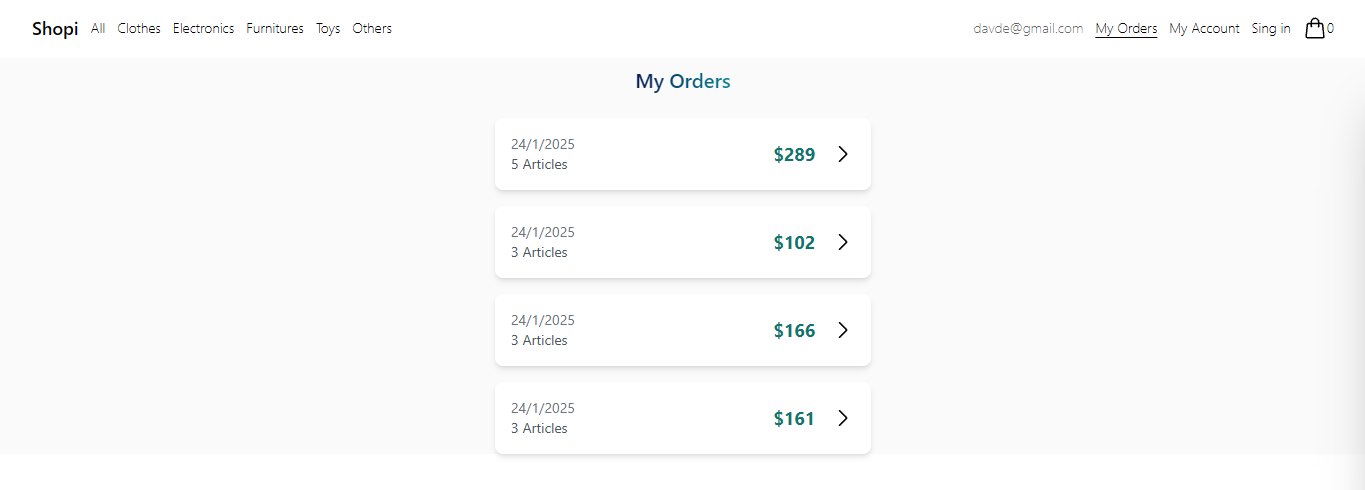 Shopi All Clothes Electronics Furnitures Toys Others davde@gmail.com My Orders My Account Sing in 0
My Orders
24/1/2025
5 Articles
$289
24/1/2025
3 Articles
$102
24/1/2025
3 Articles
$166
24/1/2025
3 Articles
$161